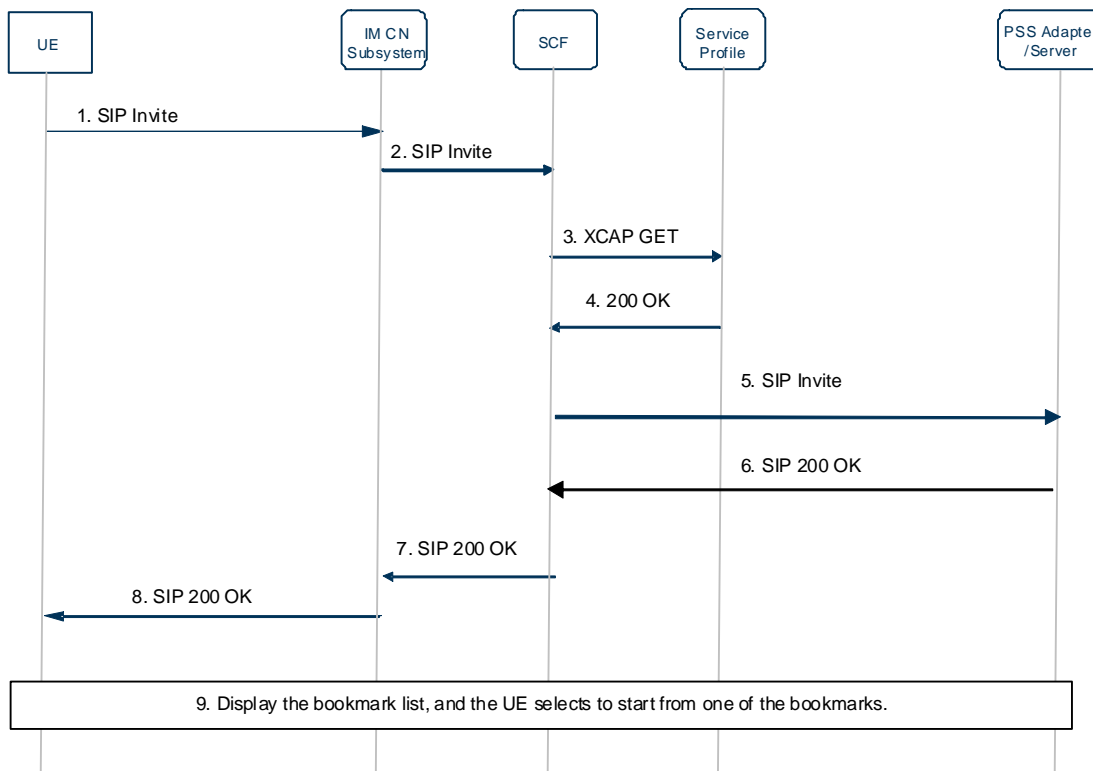 UE
IM CN
Subsystem
SCF
Service
Profile
PSS Adapte
/Server
1. SIP Invite
2. SIP Invite
3. XCAP GET
4. 200 OK
5. SIP Invite
6. SIP 200 OK
7. SIP 200 OK
8. SIP 200 OK
9. Display the bookmark list, and the UE selects to start from one of the bookmarks.